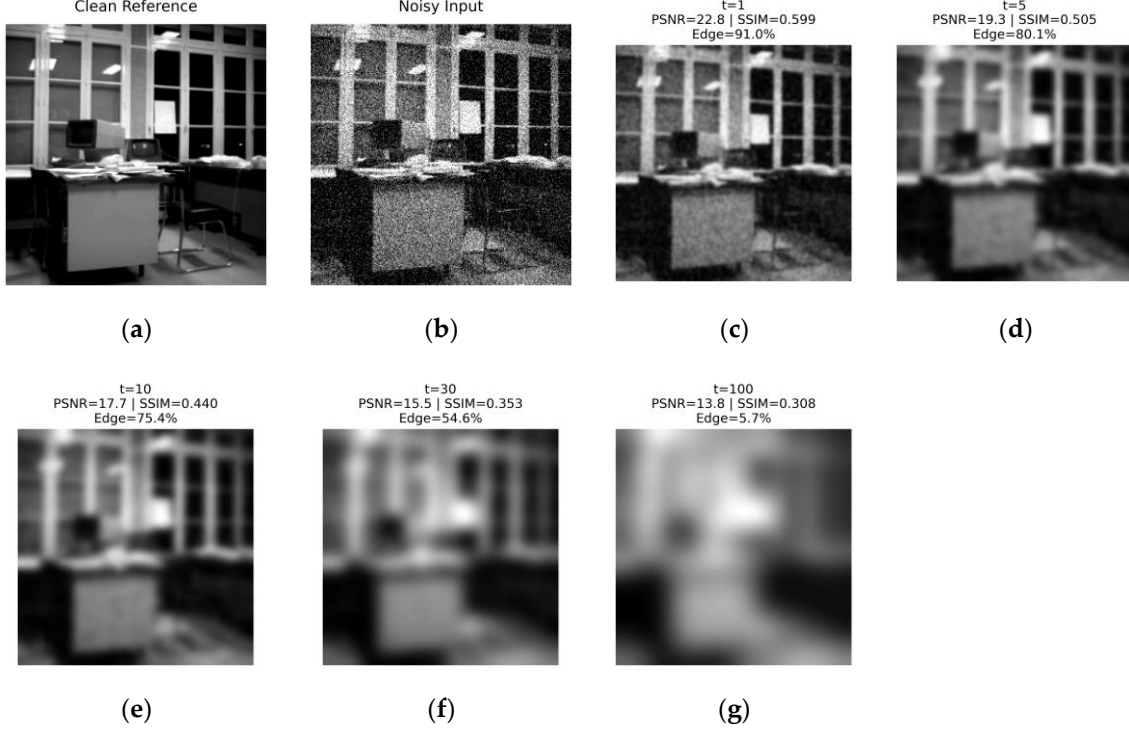 Clean Reference
Noisy Input
t=1
PSNR=22.8 | SSIM=0.599
Edge=91.0%
t=5
PSNR=19.3 | SSIM=0.505
Edge=80.1%
(a)
(b)
(c)
(d)
t=10
PSNR=17.7 | SSIM=0.440
Edge=75.4%
t=30
PSNR=15.5 | SSIM=0.353
Edge=54.6%
t=100
PSNR=13.8 | SSIM=0.308
Edge=5.7%
(e)
(f)
(g)